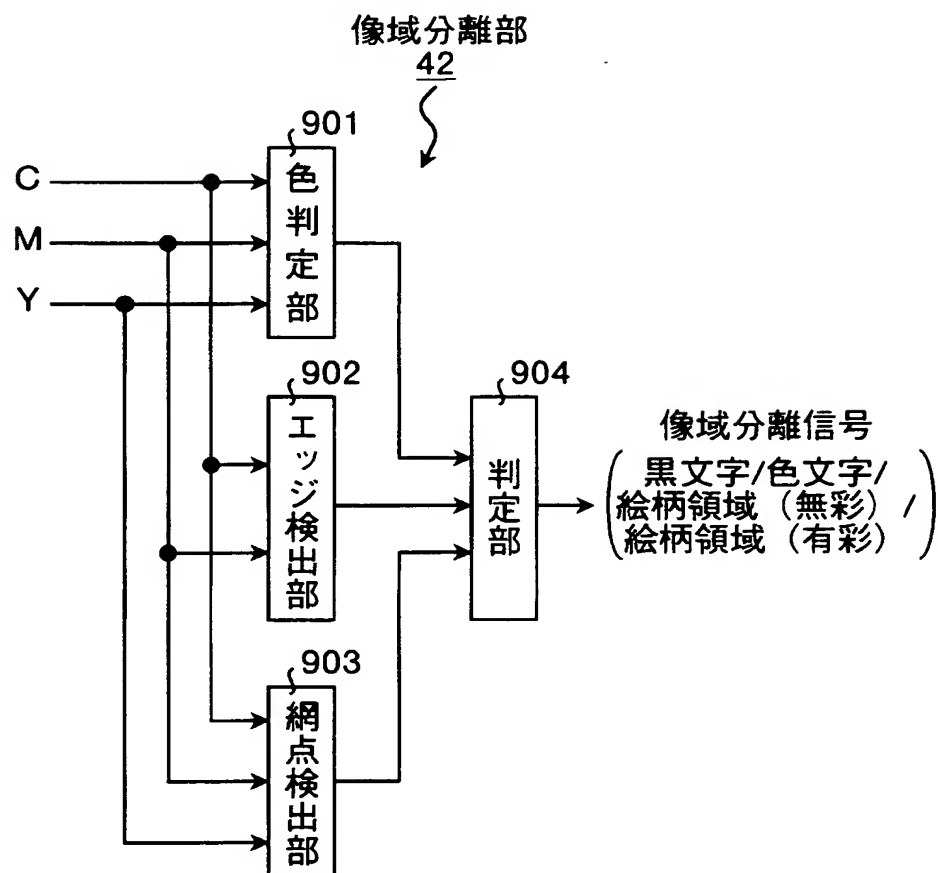 像域分離部
42
901
C
M
Y
色判定部
902
エッジ検出部
903
網点検出部
904
判定部
像域分離信号
黒文字/色文字/
絵柄領域（無彩）/
絵柄領域（有彩）